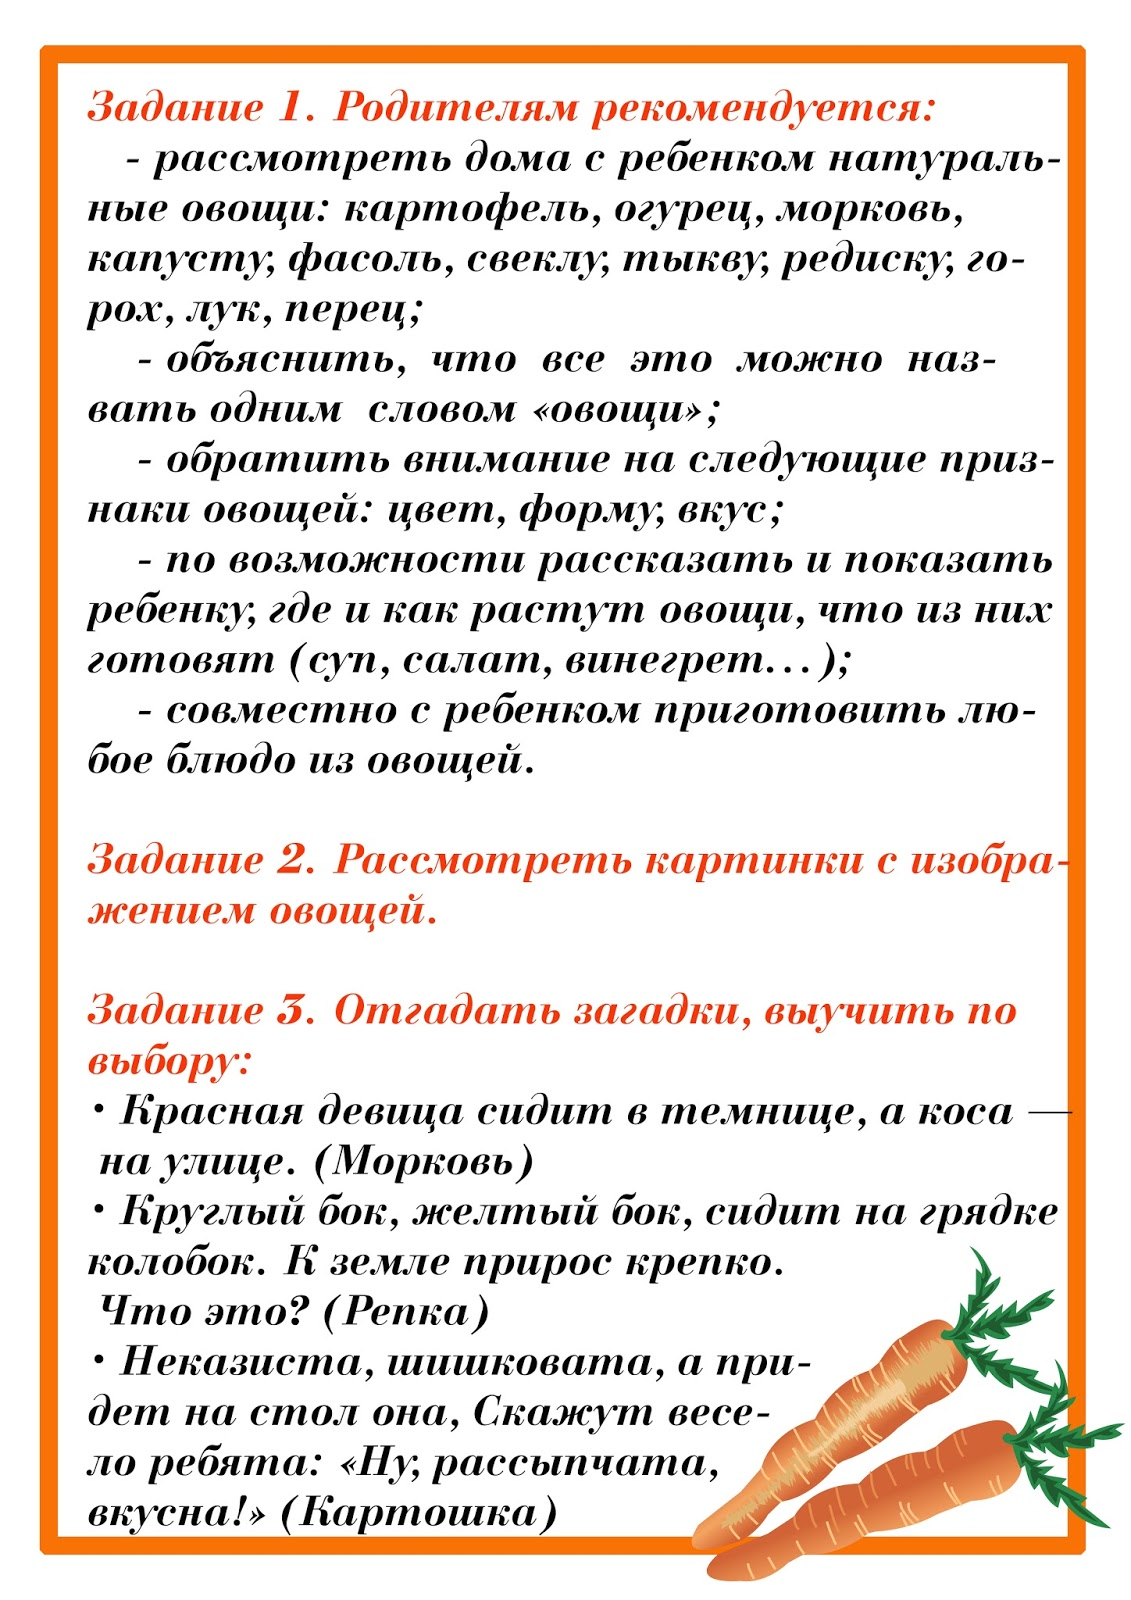 Задание 1. Родителям рекомендуется:
- рассмотреть дома с ребенком натураль-
ные овощи: картофель, огурец, морковь,
капусту, фасоль, свеклу, тыкву, редиску, го-
рох, лук, перец;
- объяснить, что все это можно наз-
вать одним словом «овощи»;
- обратить внимание на следующие приз-
наки овощей: цвет, форму, вкус;
- по возможности рассказать и показать
ребенку, где и как растут овощи, что из них
готовят (суп, салат, винегрет...);
- совместно с ребенком приготовить лю-
бое блюдо из овощей.
Задание 2. Рассмотреть картинки с изобра-
жением овощей.
Задание 3. Отгадать загадки, выучить по
выбору:
• Красная девица сидит в темнице, а коса —
на улице. (Морковь)
• Круглый бок, желтый бок, сидит на грядке
колобок. К земле прирос крепко.
Что это? (Репка)
• Неказиста, шишковата, а при-
дет на стол она, Скажут весе-
ло ребята: «Ну, рассыпчата,
вкусна!» (Картошка)